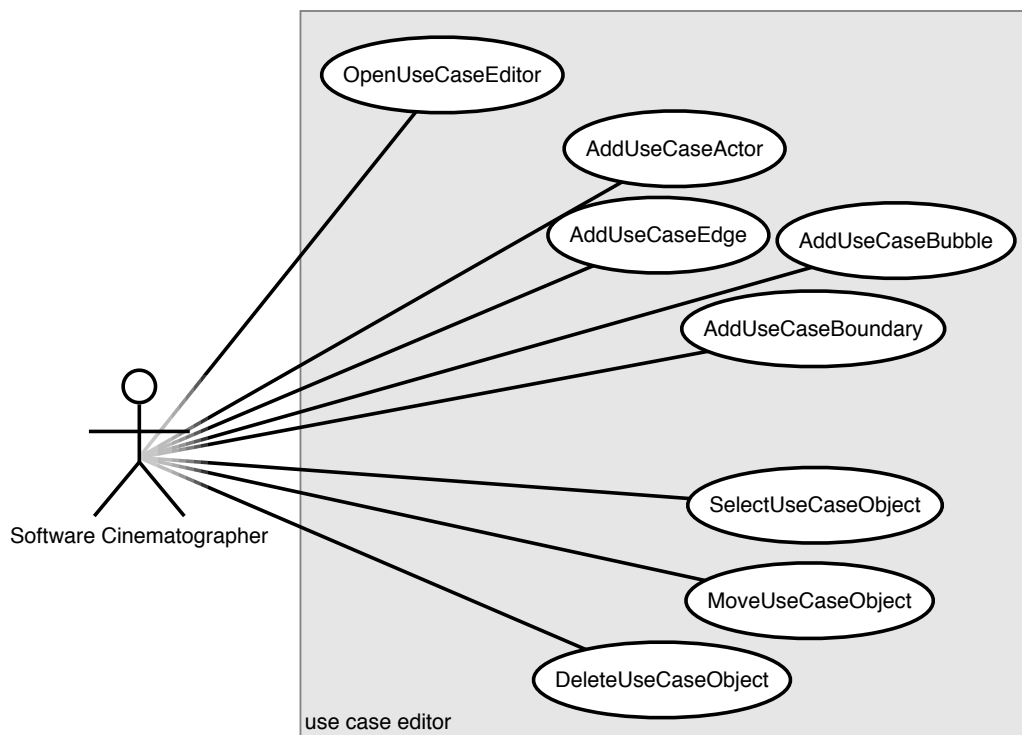 OpenUseCaseEditor
AddUseCaseActor
AddUseCaseEdge
AddUseCaseBubble
AddUseCaseBoundary
SelectUseCaseObject
Software Cinematographer
MoveUseCaseObject
DeleteUseCaseObject
use case editor